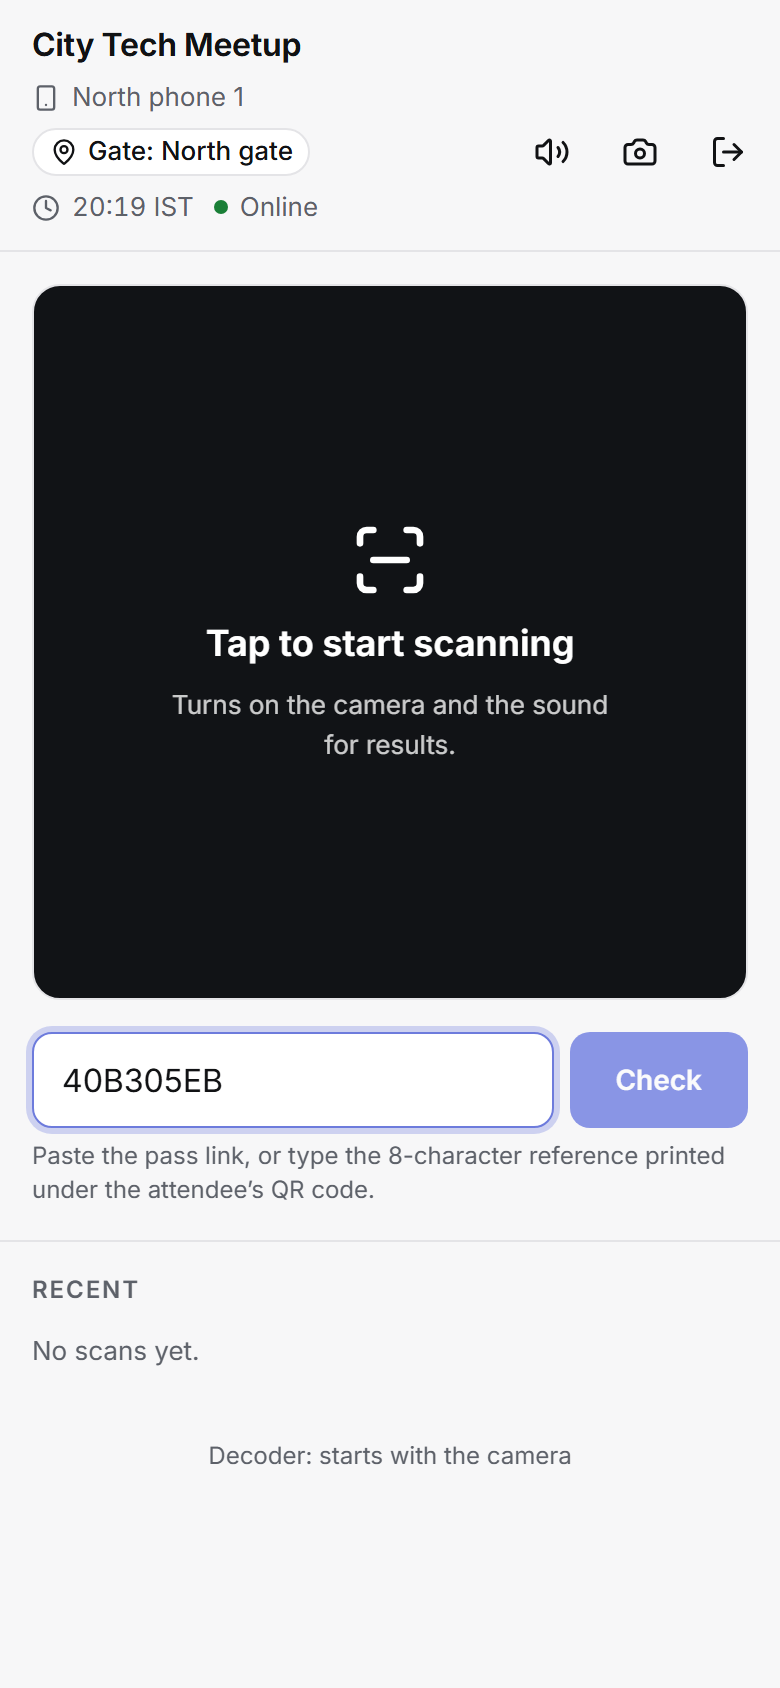 City Tech Meetup
North phone 1
Gate: North gate
20:19 IST Online
Tap to start scanning
Turns on the camera and the sound
for results.
40B305EB
Check
Paste the pass link, or type the 8-character reference printed
under the attendee’s QR code.
RECENT
No scans yet.
Decoder: starts with the camera